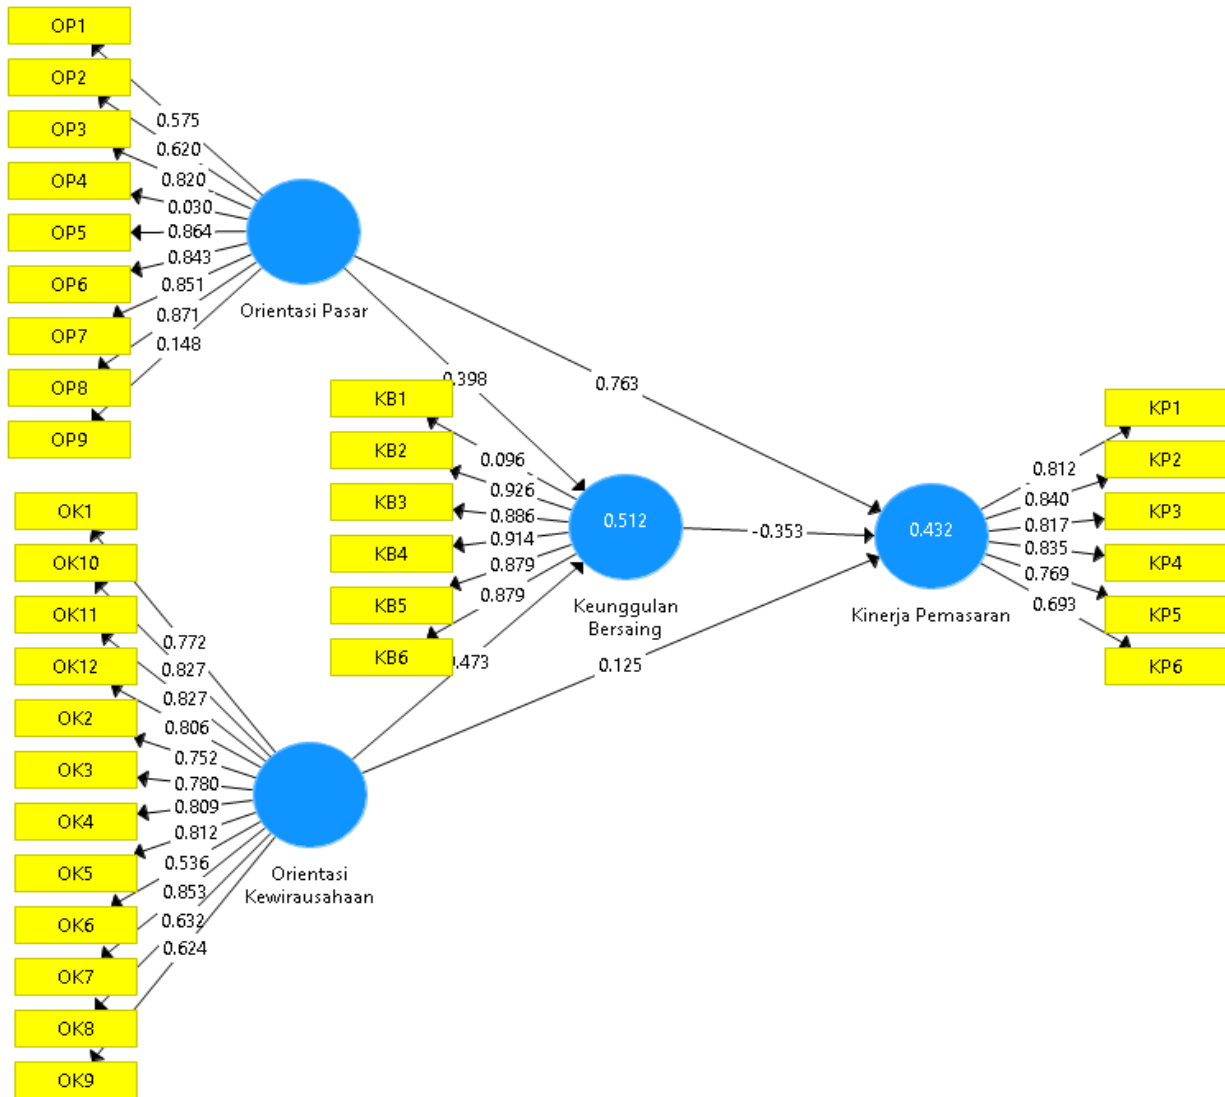 OP1
OP2
OP3
OP4
OP5
OP6
OP7
OP8
OP9
0.575
0.620
0.820
0.030
0.864
0.843
0.851
0.871
0.148
Orientasi Pasar
0.398
0.763
KB1
KB2
KB3
KB4
KB5
KB6
0.096
0.926
0.886
0.914
0.879
0.879
0.512
Keunggulan
Bersaing
-0.353
0.432
Kinerja Pemasaran
KP1
KP2
KP3
KP4
KP5
KP6
0.812
0.840
0.817
0.835
0.769
0.693
0.473
0.125
OK1
OK10
OK11
OK12
OK2
OK3
OK4
OK5
OK6
OK7
OK8
OK9
0.772
0.827
0.827
0.806
0.752
0.780
0.809
0.812
0.536
0.853
0.632
0.624
Orientasi
Kewirausahaan